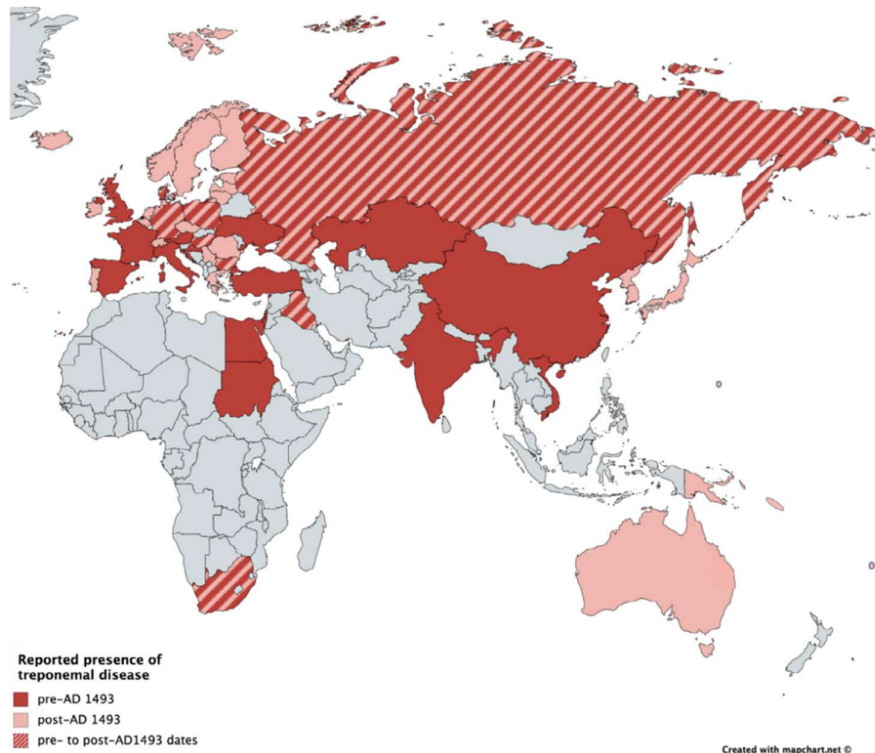 Reported presence of
treponemal disease
pre-AD 1493
post-AD 1493
pre- to post-AD1493 dates
Created with mapchart.net ©